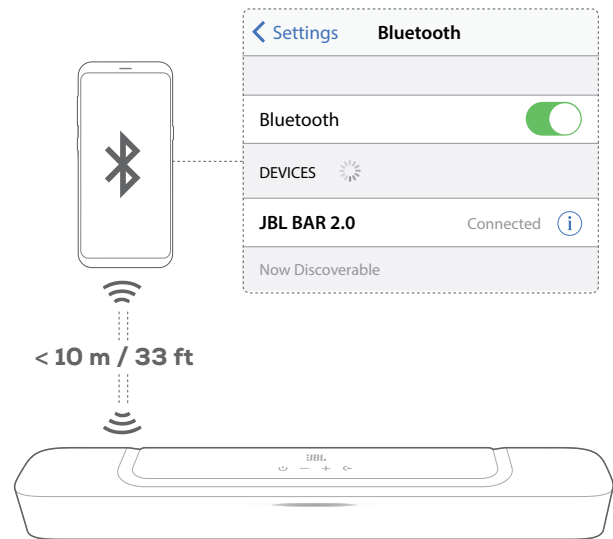 Settings Bluetooth
Bluetooth
DEVICES
JBL BAR 2.0 Connected i
Now Discoverable
< 10 m / 33 ft
JBL